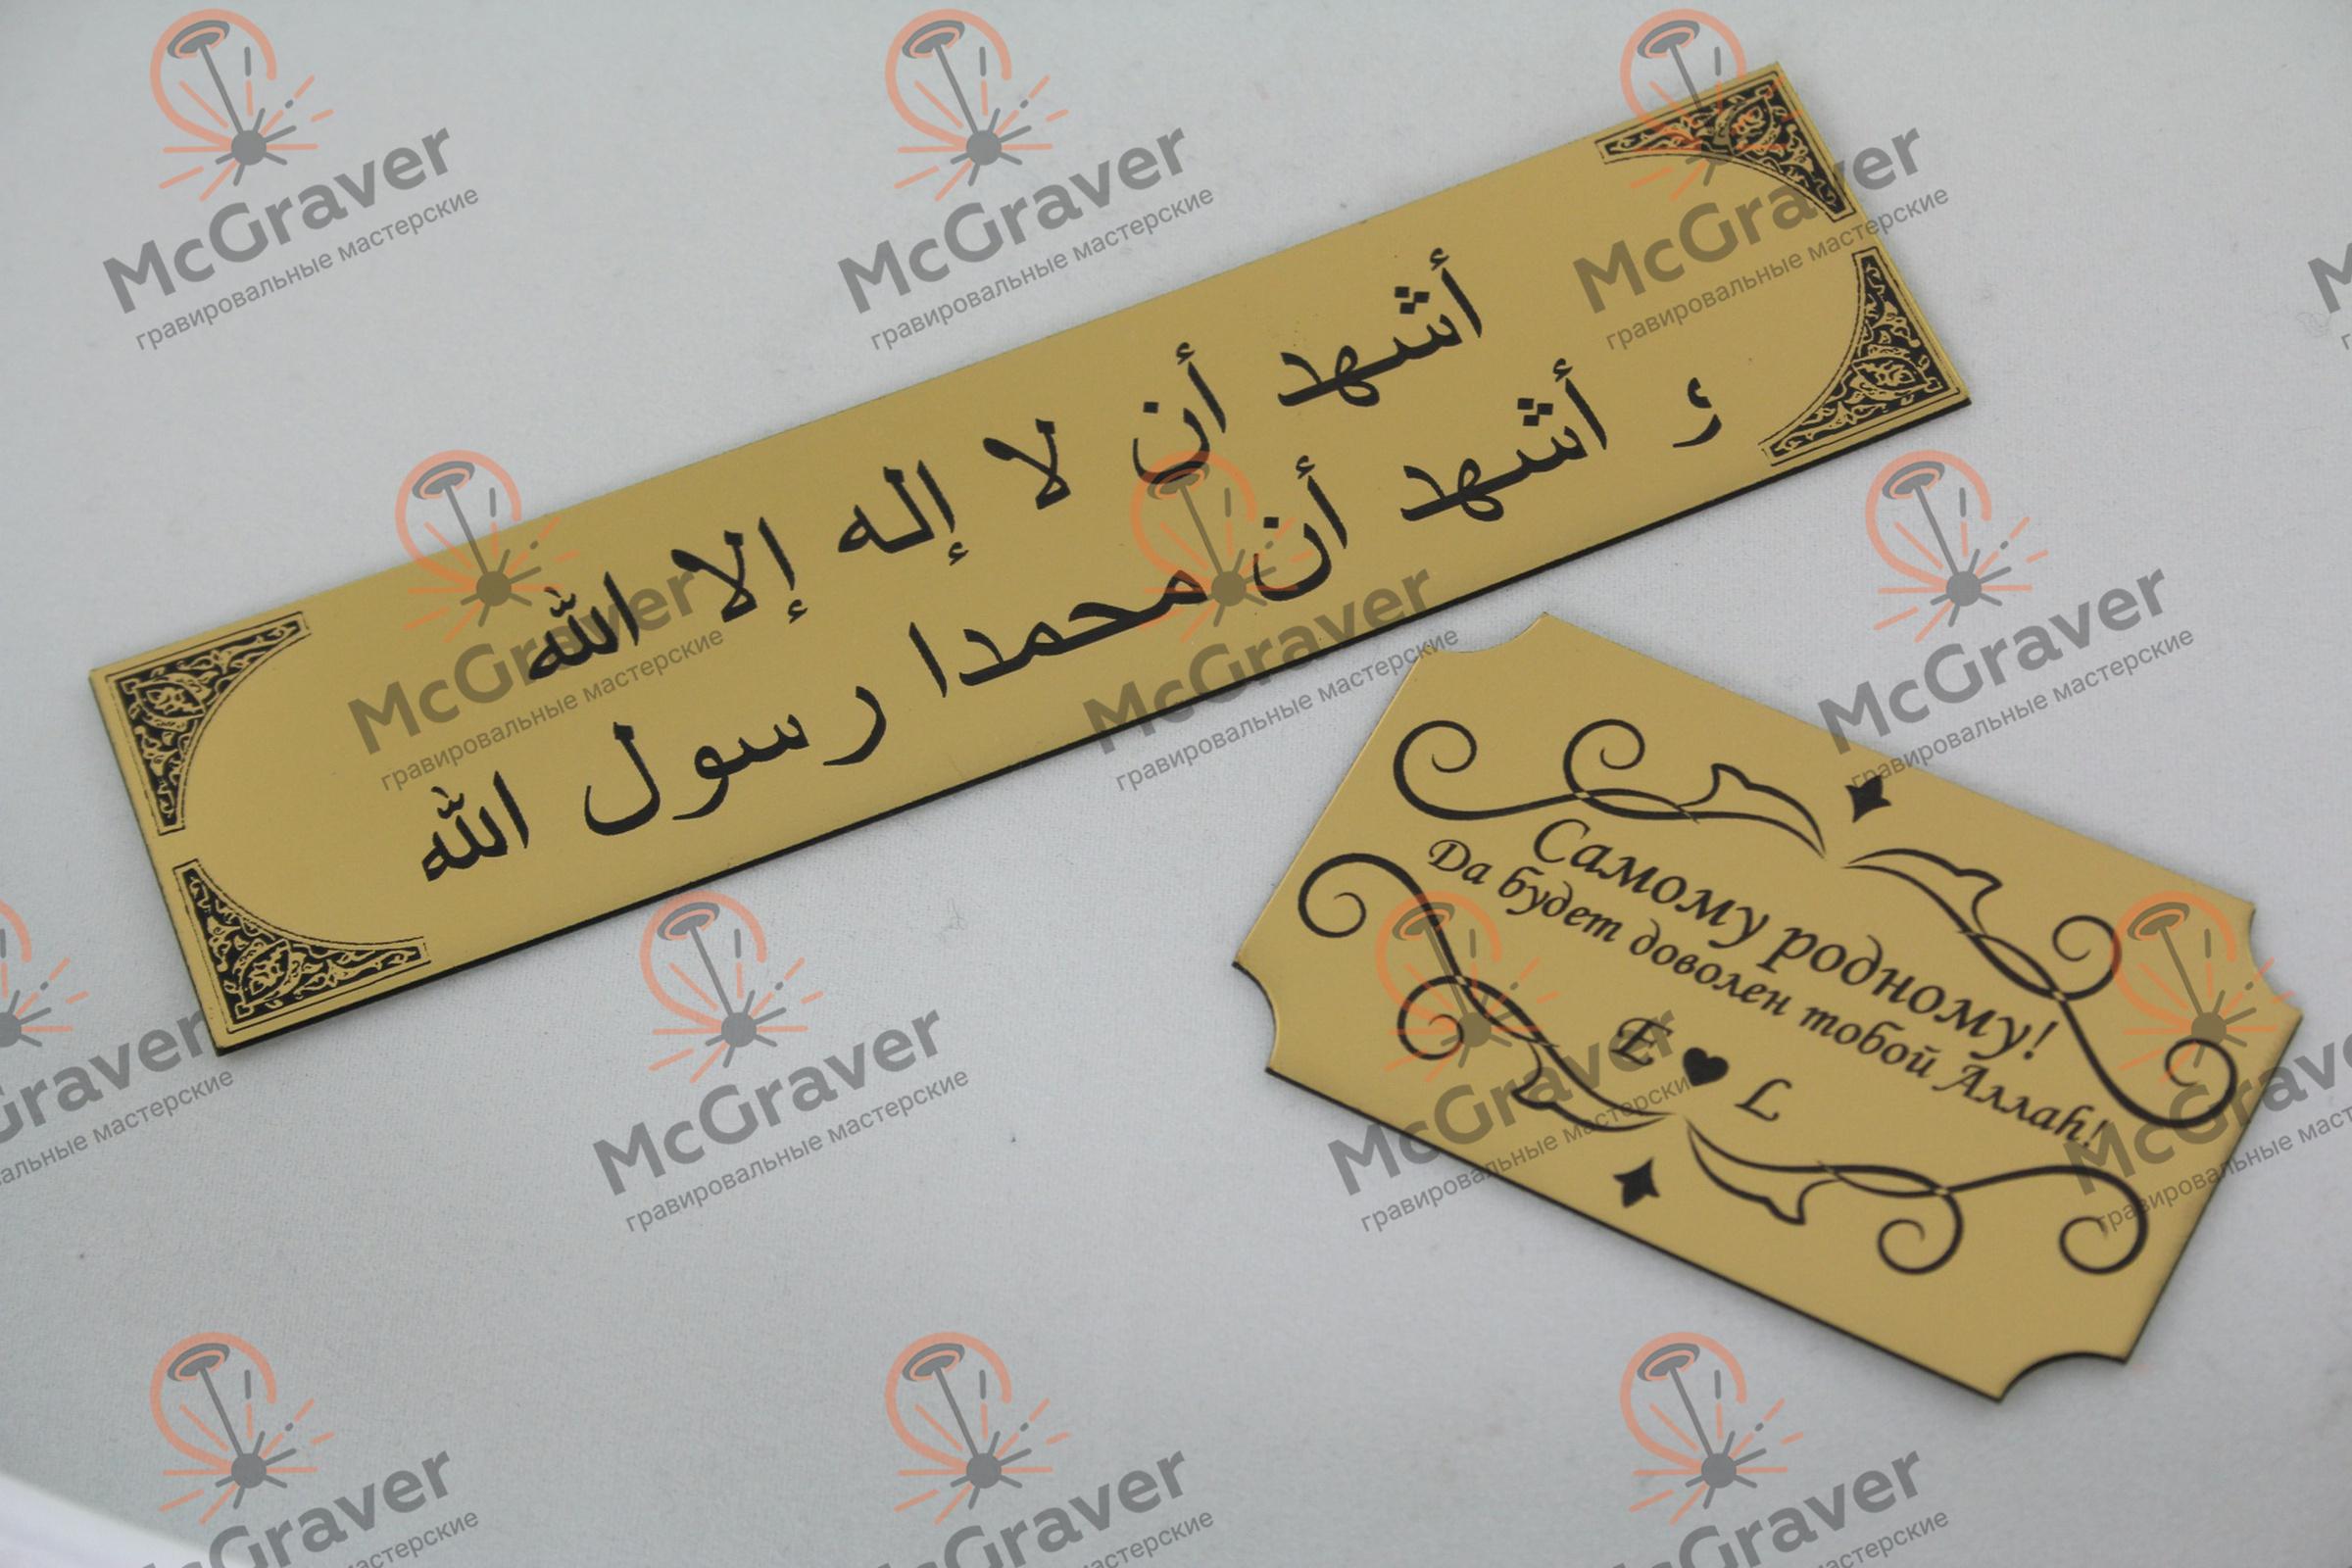 أشهد أن لا إله إلا الله
و أشهد أن محمدا رسول الله
Самому родному!
Да будет доволен тобой Аллаһ!
E ♥ L
McGraver
гравировальные мастерские